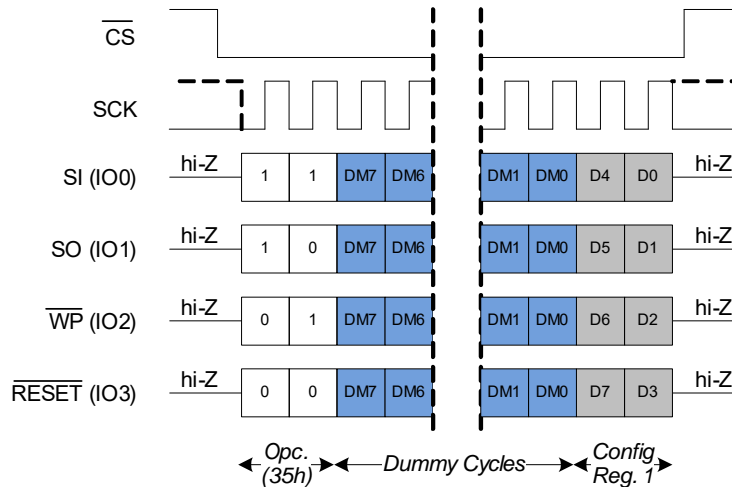 CS
SCK
SI (IO0) hi-Z 1 1 DM7 DM6 DM1 DM0 D4 D0 hi-Z
SO (IO1) hi-Z 1 0 DM7 DM6 DM1 DM0 D5 D1 hi-Z
WP (IO2) hi-Z 0 1 DM7 DM6 DM1 DM0 D6 D2 hi-Z
RESET (IO3) hi-Z 0 0 DM7 DM6 DM1 DM0 D7 D3 hi-Z
Opc.
(35h)
Dummy Cycles
Config
Reg. 1